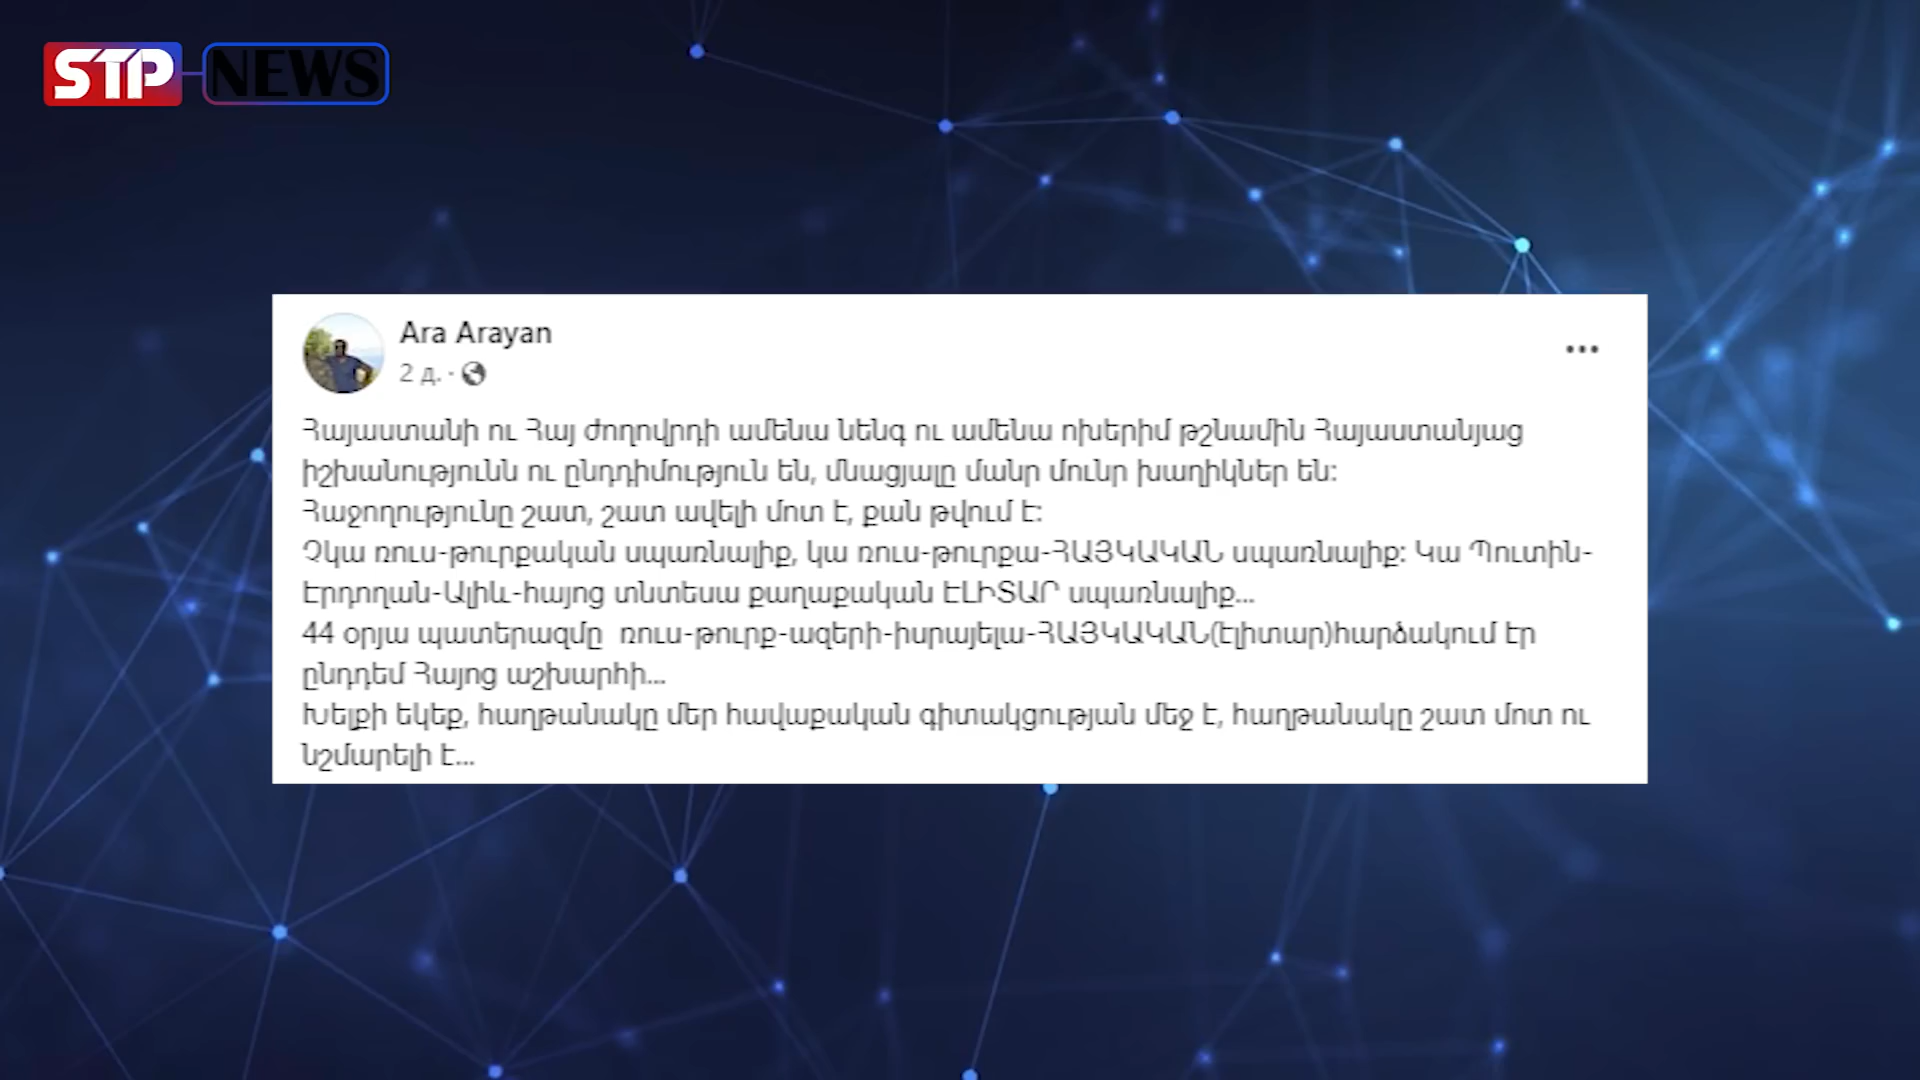 STP NEWS
Ara Arayan
2 д. ·
Հայաստանի ու Հայ ժողովրդի ամենա նենգ ու ամենա ոխերիմ թշնամին Հայաստանյաց
իշխանությունն ու ընդդիմություն են, մնացյալը մանր մունր խաղիկներ են:
Հաջողությունը շատ, շատ ավելի մոտ է, քան թվում է:
Չկա ռուս-թուրքական սպառնալիք, կա ռուս-թուրքա-ՀԱՅԿԱԿԱՆ սպառնալիք: Կա Պուտին-
Էրդողան-Ալիև-հայոց տնտեսա քաղաքական ԷԼԻՏԱՐ սպառնալիք...
44 օրյա պատերազմը  ռուս-թուրք-ազերի-իսրայելա-ՀԱՅԿԱԿԱՆ(էլիտար)հարձակում էր
ընդդեմ Հայոց աշխարհի...
Խելքի եկեք, հաղթանակը մեր հավաքական գիտակցության մեջ է, հաղթանակը շատ մոտ ու
նշմարելի է...